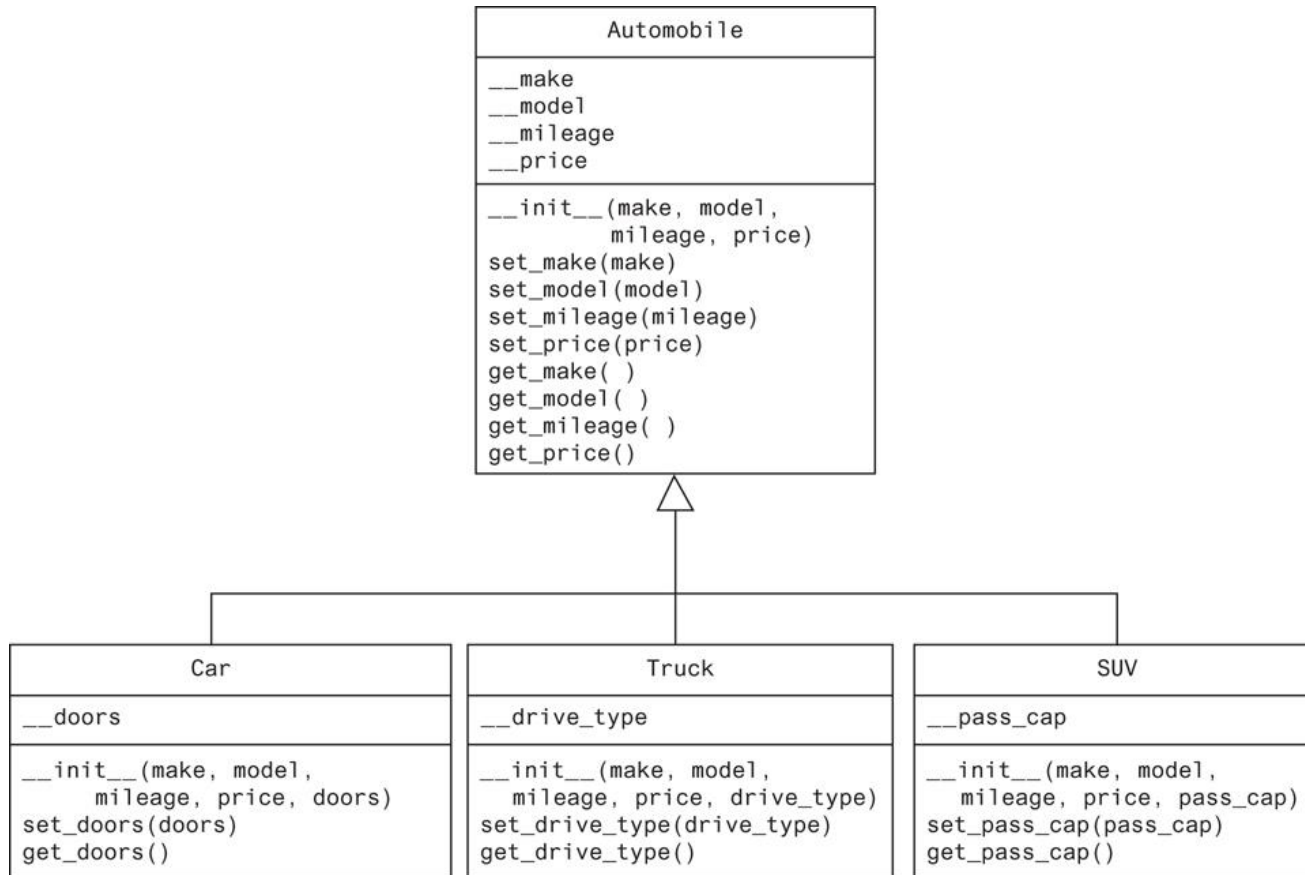 Automobile
__make
__model
__mileage
__price
__init__(make, model,
mileage, price)
set_make(make)
set_model(model)
set_mileage(mileage)
set_price(price)
get_make( )
get_model( )
get_mileage( )
get_price()
Car
__doors
__init__(make, model,
mileage, price, doors)
set_doors(doors)
get_doors()
Truck
__drive_type
__init__(make, model,
mileage, price, drive_type)
set_drive_type(drive_type)
get_drive_type()
SUV
__pass_cap
__init__(make, model,
mileage, price, pass_cap)
set_pass_cap(pass_cap)
get_pass_cap()